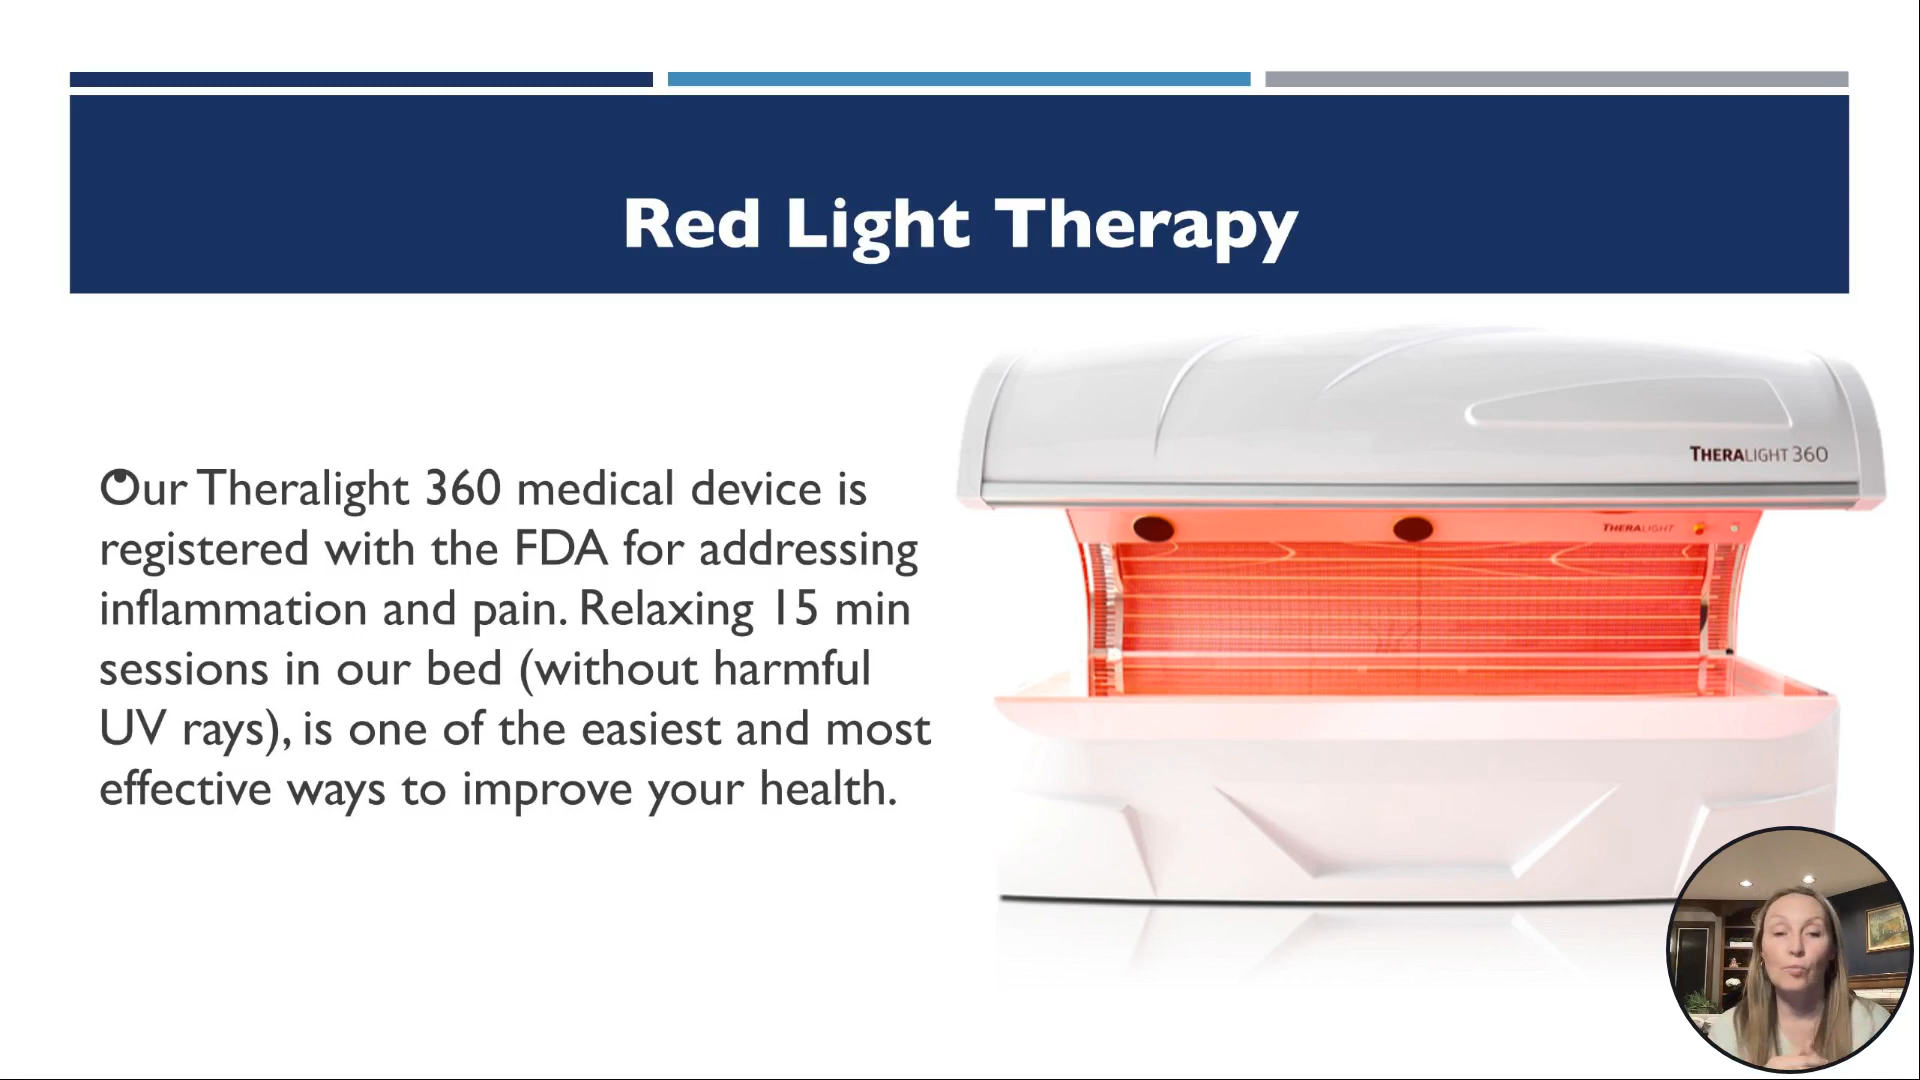 Red Light Therapy
THERALIGHT 360
THERALIGHT
Our Theralight 360 medical device is
registered with the FDA for addressing
inflammation and pain. Relaxing 15 min
sessions in our bed (without harmful
UV rays), is one of the easiest and most
effective ways to improve your health.